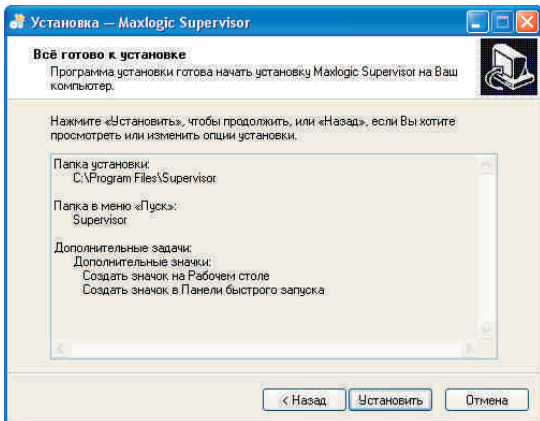 Установка — Maxlogic Supervisor
Всё готово к установке
Программа установки готова начать установку Maxlogic Supervisor на Ваш
компьютер.
Нажмите «Установить», чтобы продолжить, или «Назад», если Вы хотите
просмотреть или изменить опции установки.
Папка установки:
C:\Program Files\Supervisor
Папка в меню «Пуск»:
Supervisor
Дополнительные задачи:
Дополнительные значки:
Создать значок на Рабочем столе
Создать значок в Панели быстрого запуска
< Назад
Установить
Отмена